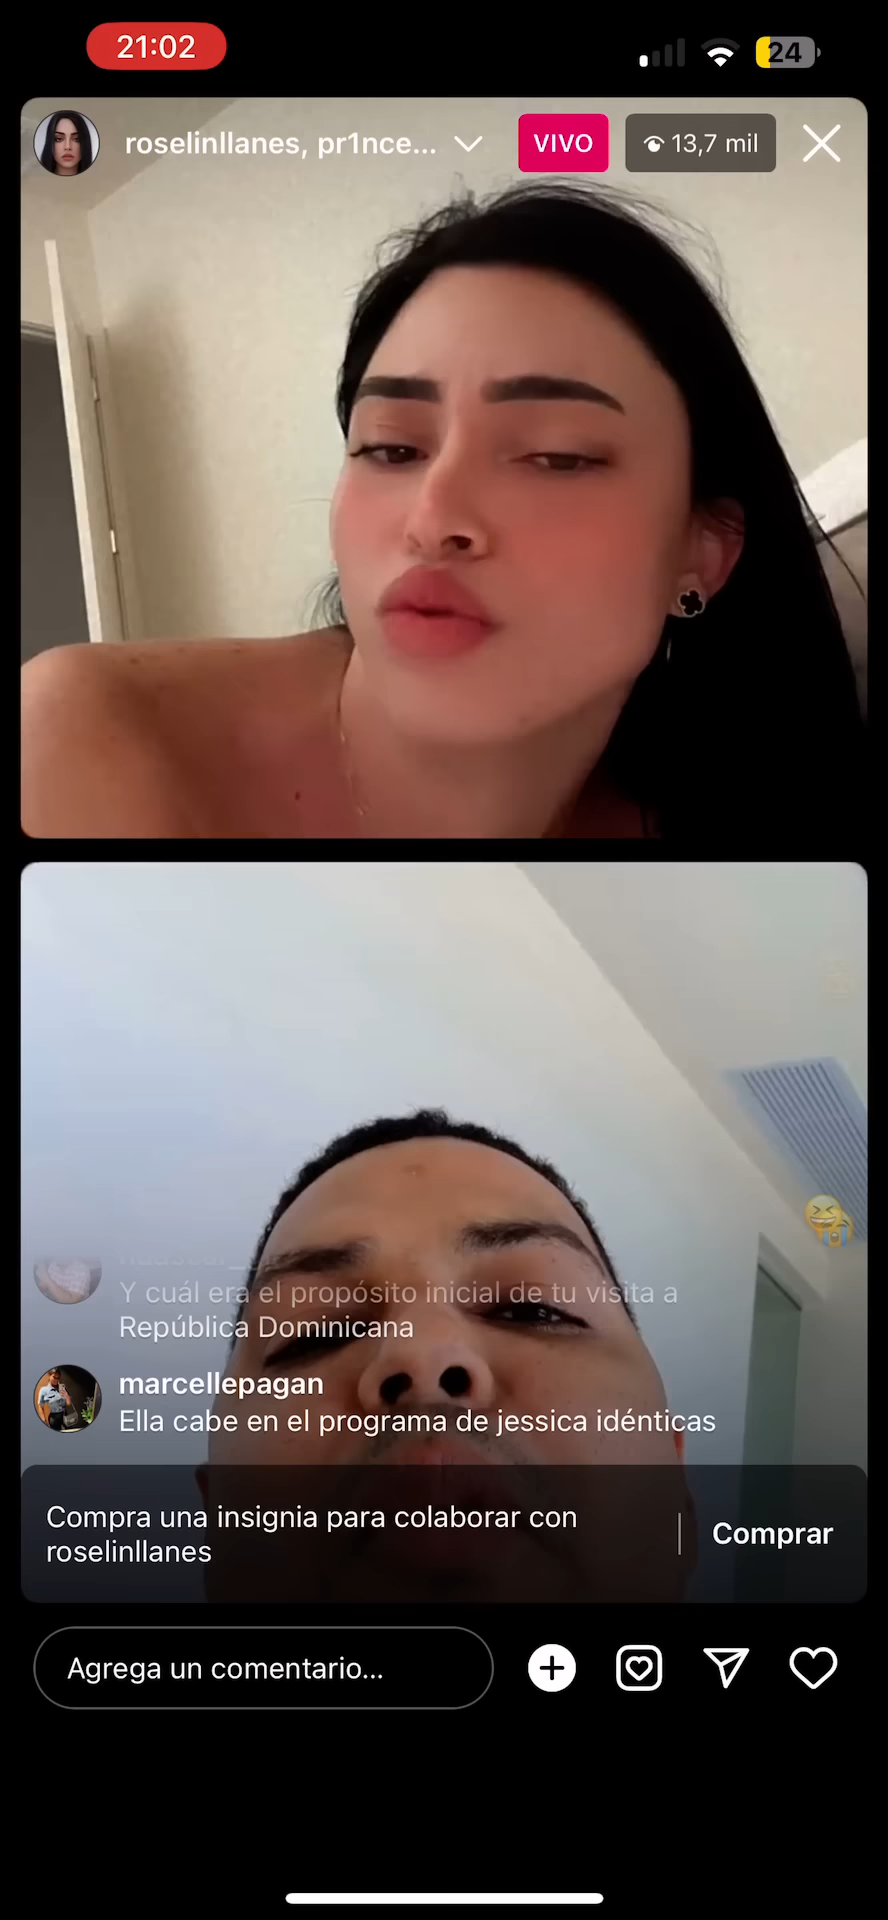 21:02
24
roselinllanes, pr1nce...
VIVO
13,7 mil
Y cuál era el propósito inicial de tu visita a
República Dominicana
marcellepagan
Ella cabe en el programa de jessica idénticas
Compra una insignia para colaborar con
roselinllanes
Comprar
Agrega un comentario...